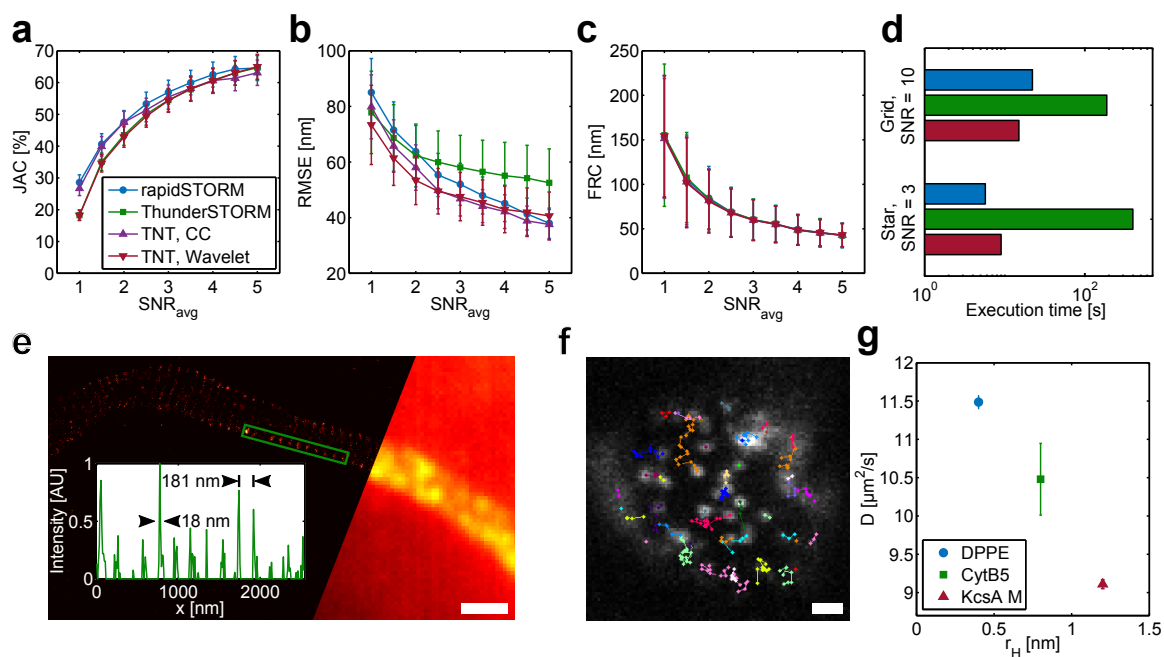 a
70
60
50
40
30
20
10
0
JAC [%]
1 2 3 4 5
SNRavg
rapidSTORM
ThunderSTORM
TNT, CC
TNT, Wavelet
b
100
80
60
40
20
RMSE [nm]
1 2 3 4 5
SNRavg
c
250
200
150
100
50
0
FRC [nm]
1 2 3 4 5
SNRavg
d
Grid,
SNR = 10
Star,
SNR = 3
10^0 10^2
Execution time [s]
e
1
0.5
0
Intensity [AU]
181 nm
18 nm
0 1000 2000
x [nm]
f
g
12
11.5
11
10.5
10
9.5
9
D [µm²/s]
DPPE
CytB5
KcsA M
0 0.5 1 1.5
rH [nm]